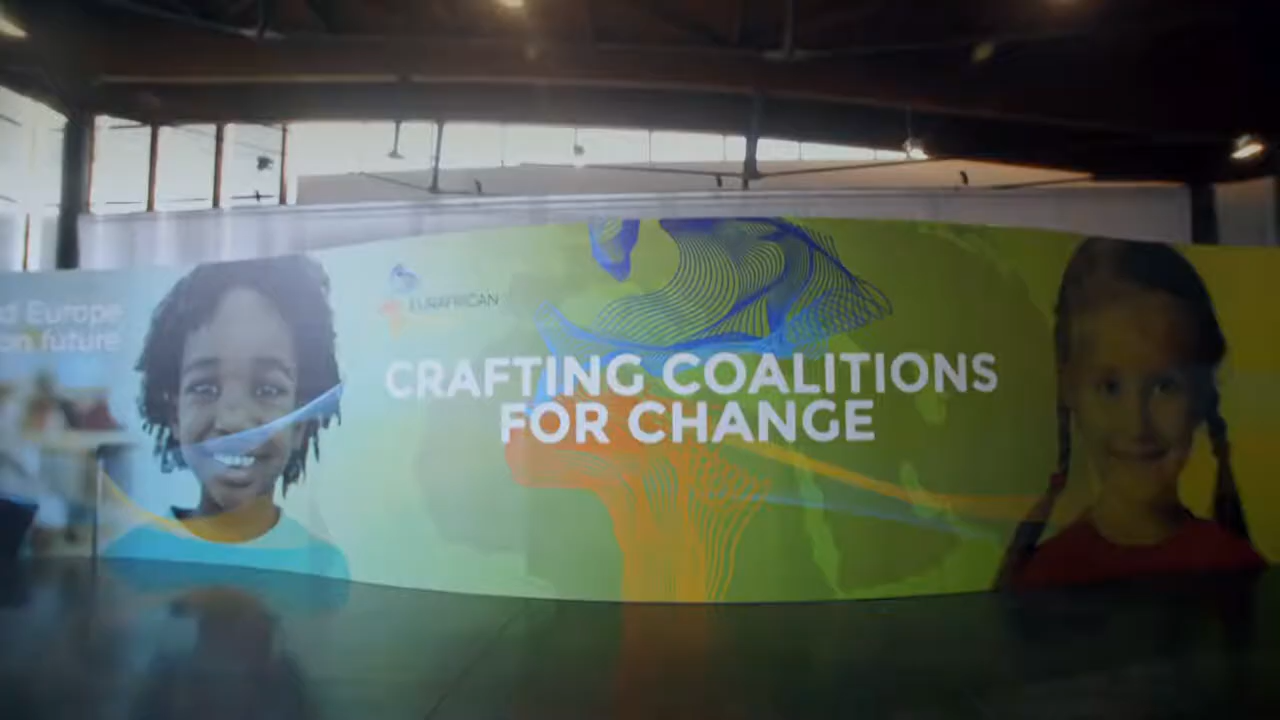 d Europe
on future
EURAFRICAN
CRAFTING COALITIONS
FOR CHANGE